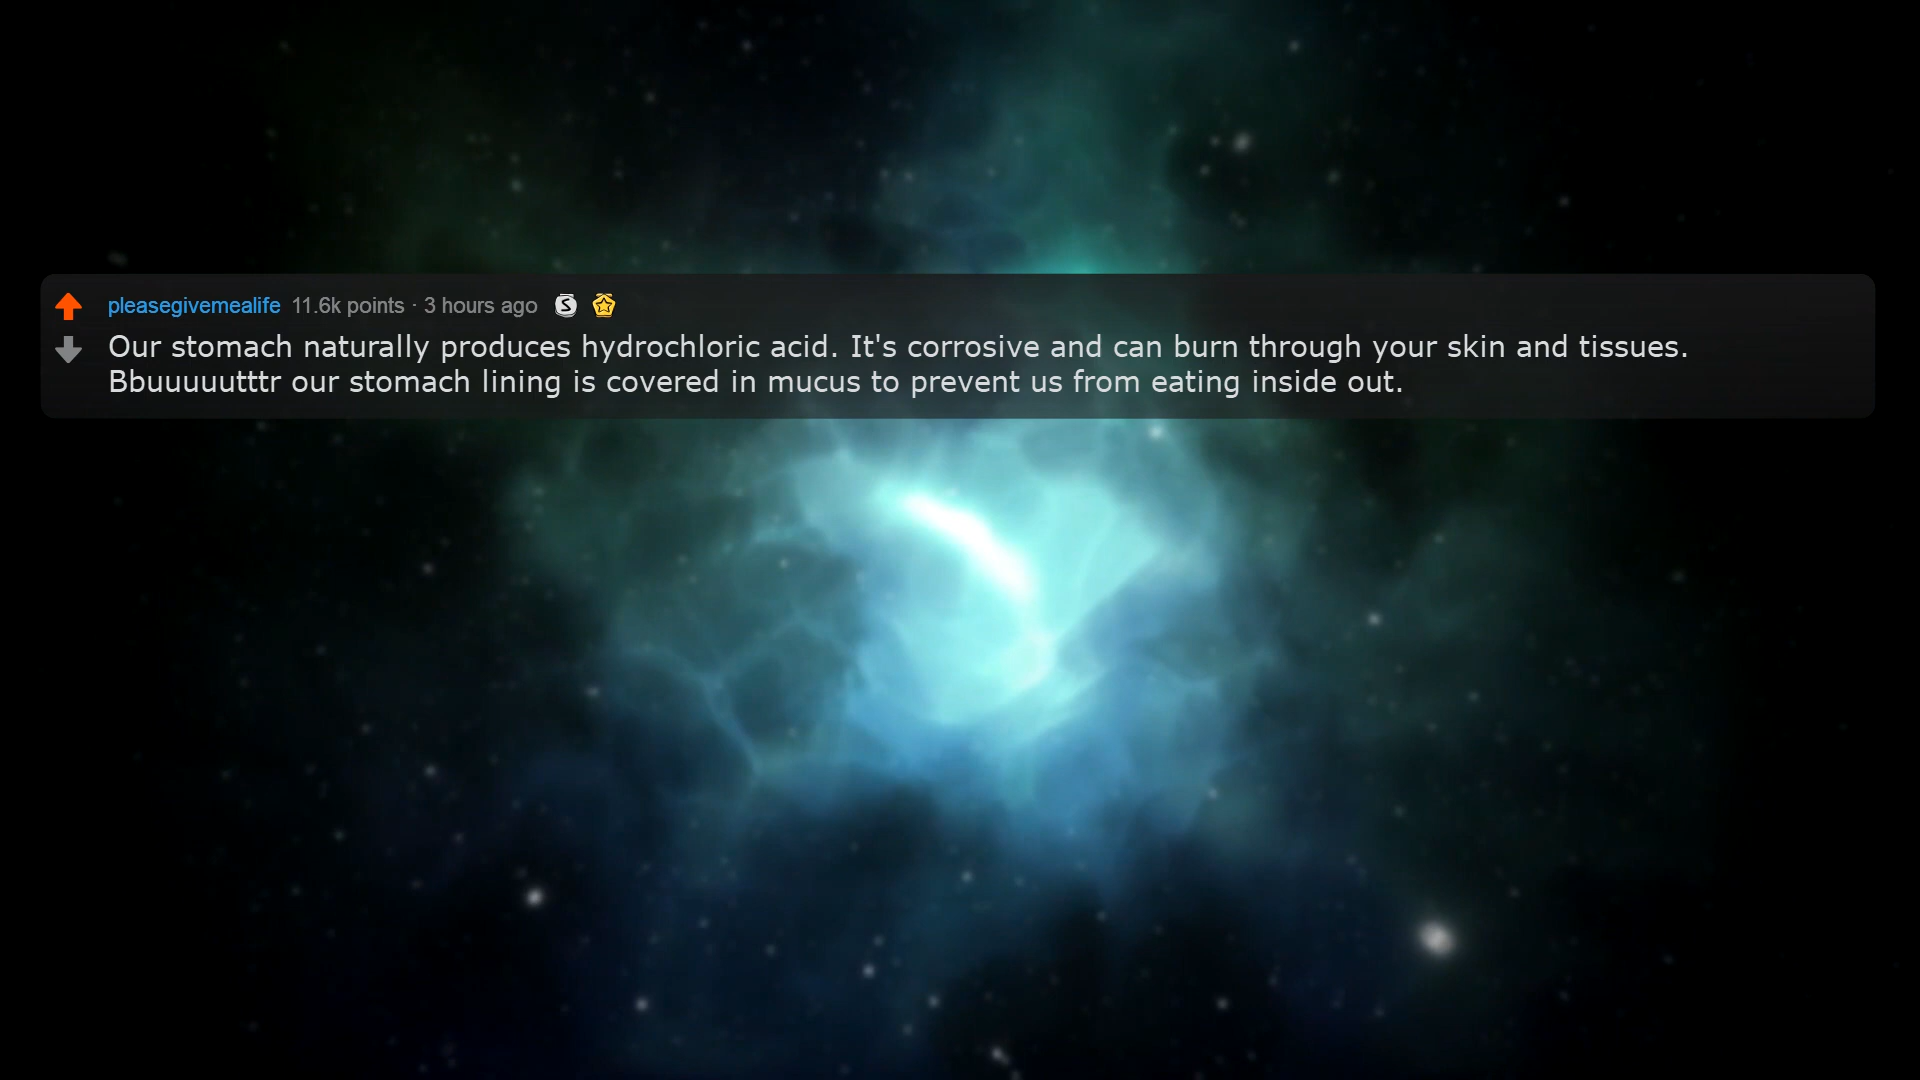 pleasegivemealife 11.6k points · 3 hours ago S
Our stomach naturally produces hydrochloric acid. It's corrosive and can burn through your skin and tissues.
Bbuuuuutttr our stomach lining is covered in mucus to prevent us from eating inside out.